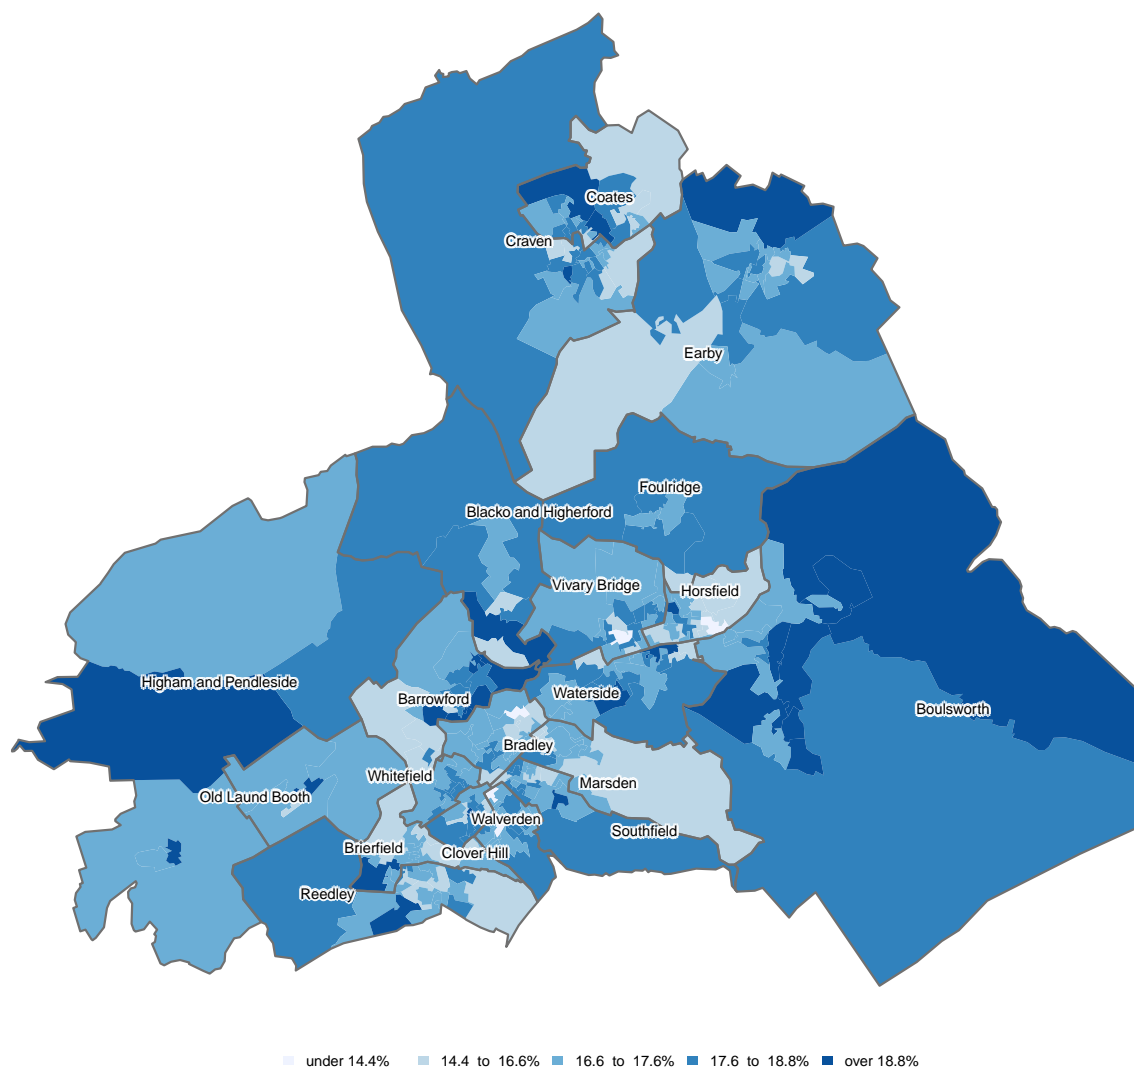 Coates
Craven
Earby
Foulridge
Blacko and Higherford
Vivary Bridge
Horsfield
Higham and Pendleside
Barrowford
Waterside
Boulsworth
Bradley
Whitefield
Marsden
Old Laund Booth
Walverden
Southfield
Brierfield
Clover Hill
Reedley
under 14.4% 14.4 to 16.6% 16.6 to 17.6% 17.6 to 18.8% over 18.8%